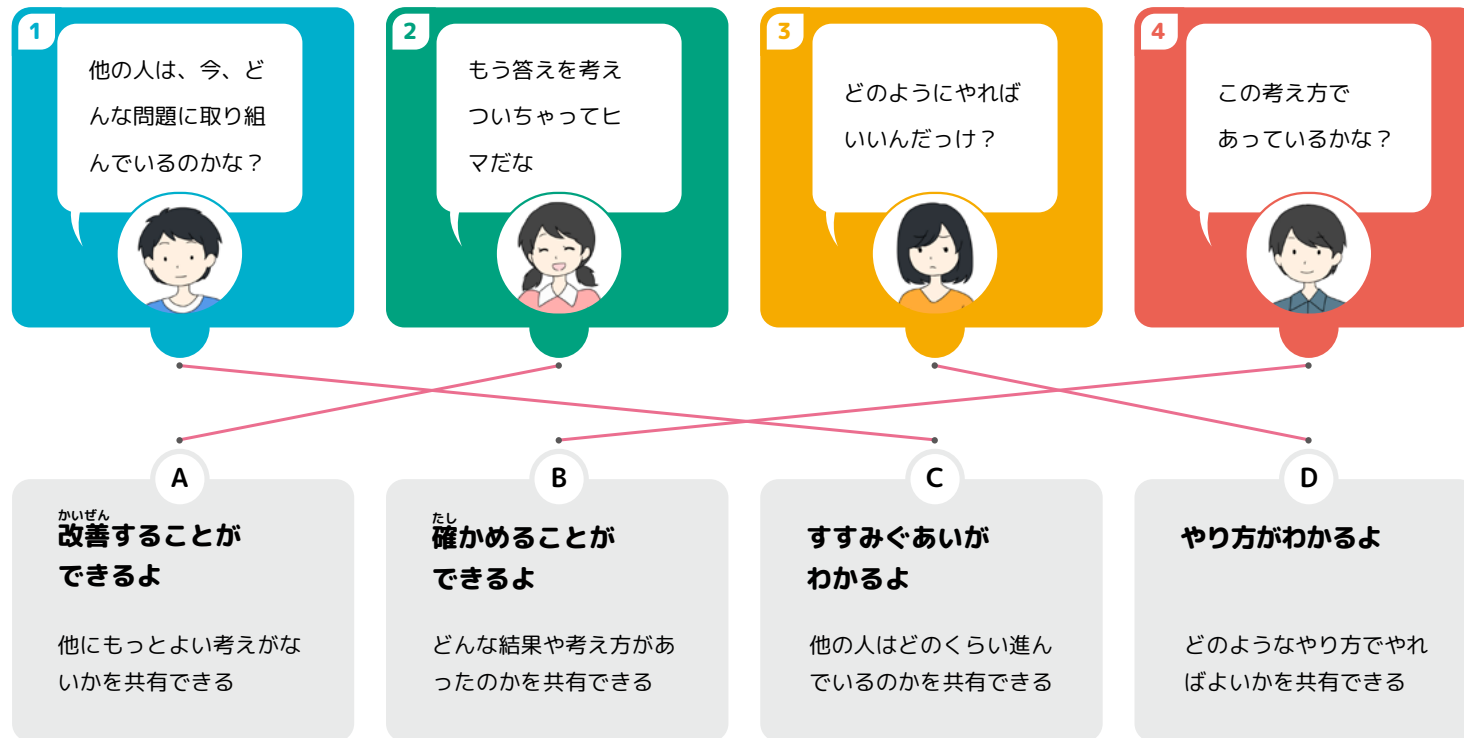 1
他の人は、今、ど
んな問題に取り組
んでいるのかな？
2
もう答えを考え
ついちゃってヒ
マだな
3
どのようにやれば
いいんだっけ？
4
この考え方で
あっているかな？
A
かいぜん
改善することが
できるよ
他にもっとよい考えがな
いかを共有できる
B
たし
確かめることが
できるよ
どんな結果や考え方があ
ったのかを共有できる
C
すすみぐあいが
わかるよ
他の人はどのくらい進ん
でいるのかを共有できる
D
やり方がわかるよ
どのようなやり方でやれ
ばよいかを共有できる